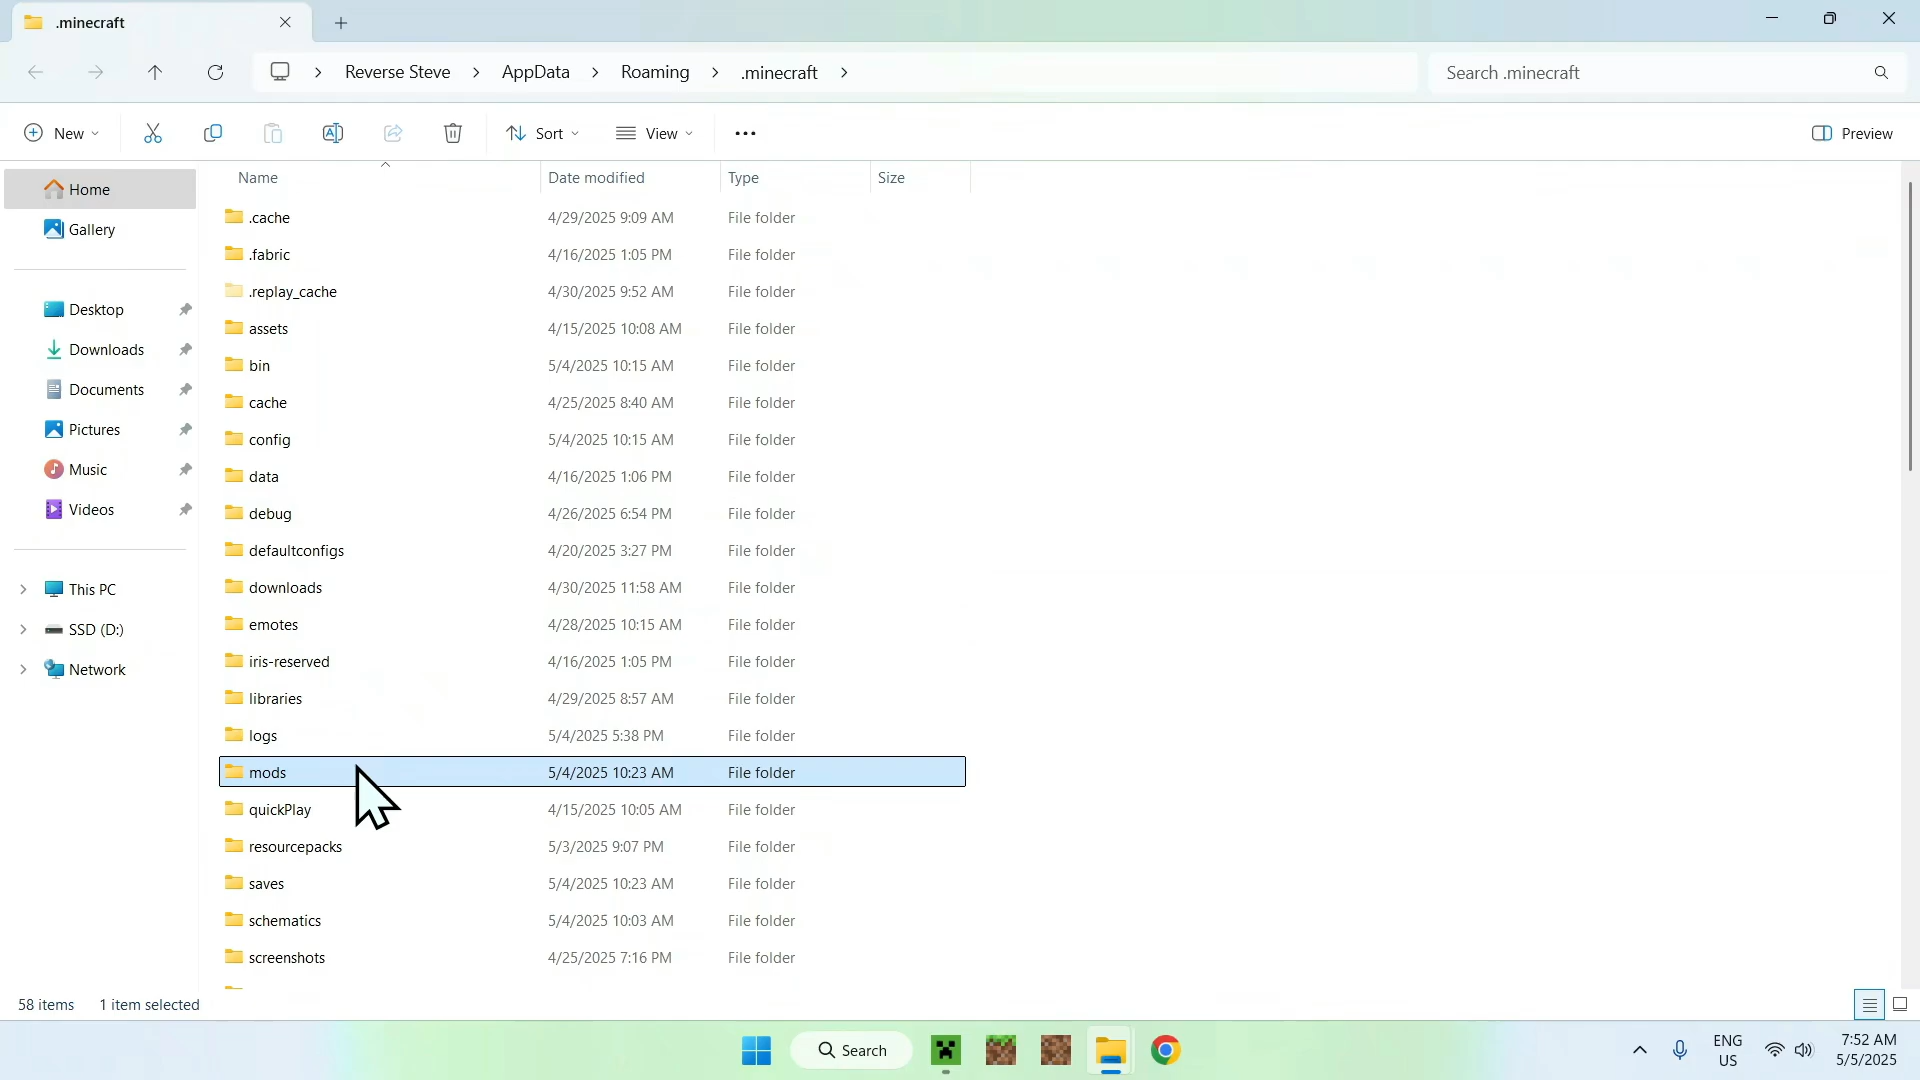 .minecraft
Reverse Steve AppData Roaming .minecraft
Search .minecraft
New Sort View Preview
Name Date modified Type Size
Home
Gallery
Desktop
Downloads
Documents
Pictures
Music
Videos
This PC
SSD (D:)
Network
.cache 4/29/2025 9:09 AM File folder
.fabric 4/16/2025 1:05 PM File folder
.replay_cache 4/30/2025 9:52 AM File folder
assets 4/15/2025 10:08 AM File folder
bin 5/4/2025 10:15 AM File folder
cache 4/25/2025 8:40 AM File folder
config 5/4/2025 10:15 AM File folder
data 4/16/2025 1:06 PM File folder
debug 4/26/2025 6:54 PM File folder
defaultconfigs 4/20/2025 3:27 PM File folder
downloads 4/30/2025 11:58 AM File folder
emotes 4/28/2025 10:15 AM File folder
iris-reserved 4/16/2025 1:05 PM File folder
libraries 4/29/2025 8:57 AM File folder
logs 5/4/2025 5:38 PM File folder
mods 5/4/2025 10:23 AM File folder
quickPlay 4/15/2025 10:05 AM File folder
resourcepacks 5/3/2025 9:07 PM File folder
saves 5/4/2025 10:23 AM File folder
schematics 5/4/2025 10:03 AM File folder
screenshots 4/25/2025 7:16 PM File folder
58 items 1 item selected
Search
ENG
US
7:52 AM
5/5/2025